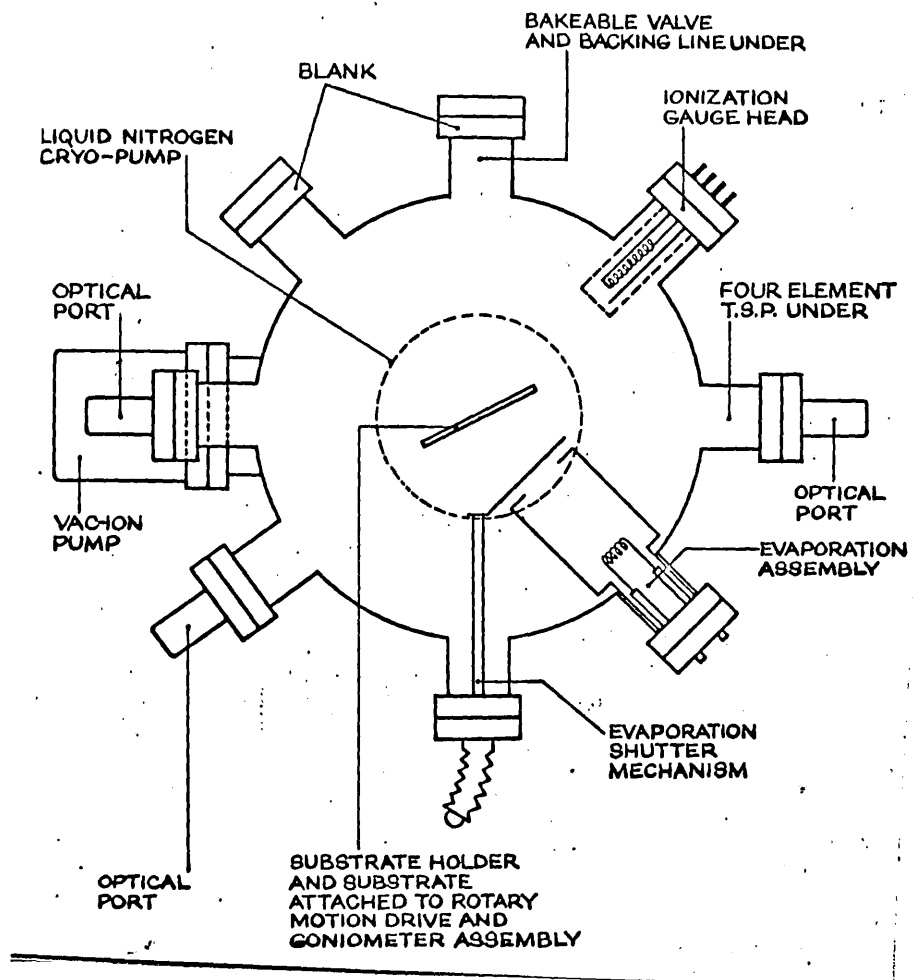 BAKEABLE VALVE
AND BACKING LINE UNDER
BLANK
IONIZATION
GAUGE HEAD
LIQUID NITROGEN
CRYO-PUMP
OPTICAL
PORT
FOUR ELEMENT
T.S.P. UNDER
VAC-ION
PUMP
OPTICAL
PORT
EVAPORATION
ASSEMBLY
EVAPORATION
SHUTTER
MECHANISM
OPTICAL
PORT
SUBSTRATE HOLDER
AND SUBSTRATE
ATTACHED TO ROTARY
MOTION DRIVE AND
GONIOMETER ASSEMBLY